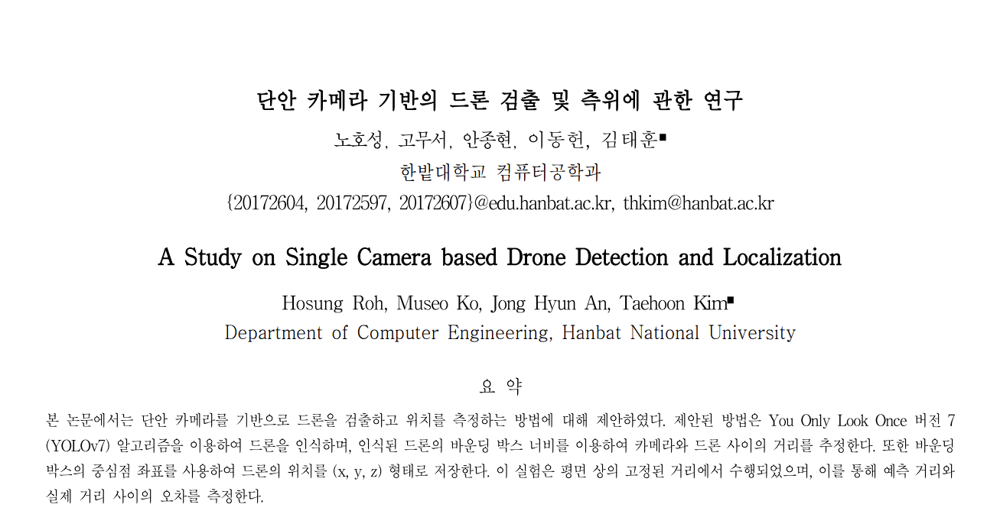 단안 카메라 기반의 드론 검출 및 측위에 관한 연구
노호성, 고무서, 안종현, 이동헌, 김태훈■
한밭대학교 컴퓨터공학과
{20172604, 20172597, 20172607}@edu.hanbat.ac.kr, thkim@hanbat.ac.kr
A Study on Single Camera based Drone Detection and Localization
Hosung Roh, Museo Ko, Jong Hyun An, Taehoon Kim■
Department of Computer Engineering, Hanbat National University
요 약
본 논문에서는 단안 카메라를 기반으로 드론을 검출하고 위치를 측정하는 방법에 대해 제안하였다. 제안된 방법은 You Only Look Once 버전 7
(YOLOv7) 알고리즘을 이용하여 드론을 인식하며, 인식된 드론의 바운딩 박스 너비를 이용하여 카메라와 드론 사이의 거리를 추정한다. 또한 바운딩
박스의 중심점 좌표를 사용하여 드론의 위치를 (x, y, z) 형태로 저장한다. 이 실험은 평면 상의 고정된 거리에서 수행되었으며, 이를 통해 예측 거리와
실제 거리 사이의 오차를 측정한다.